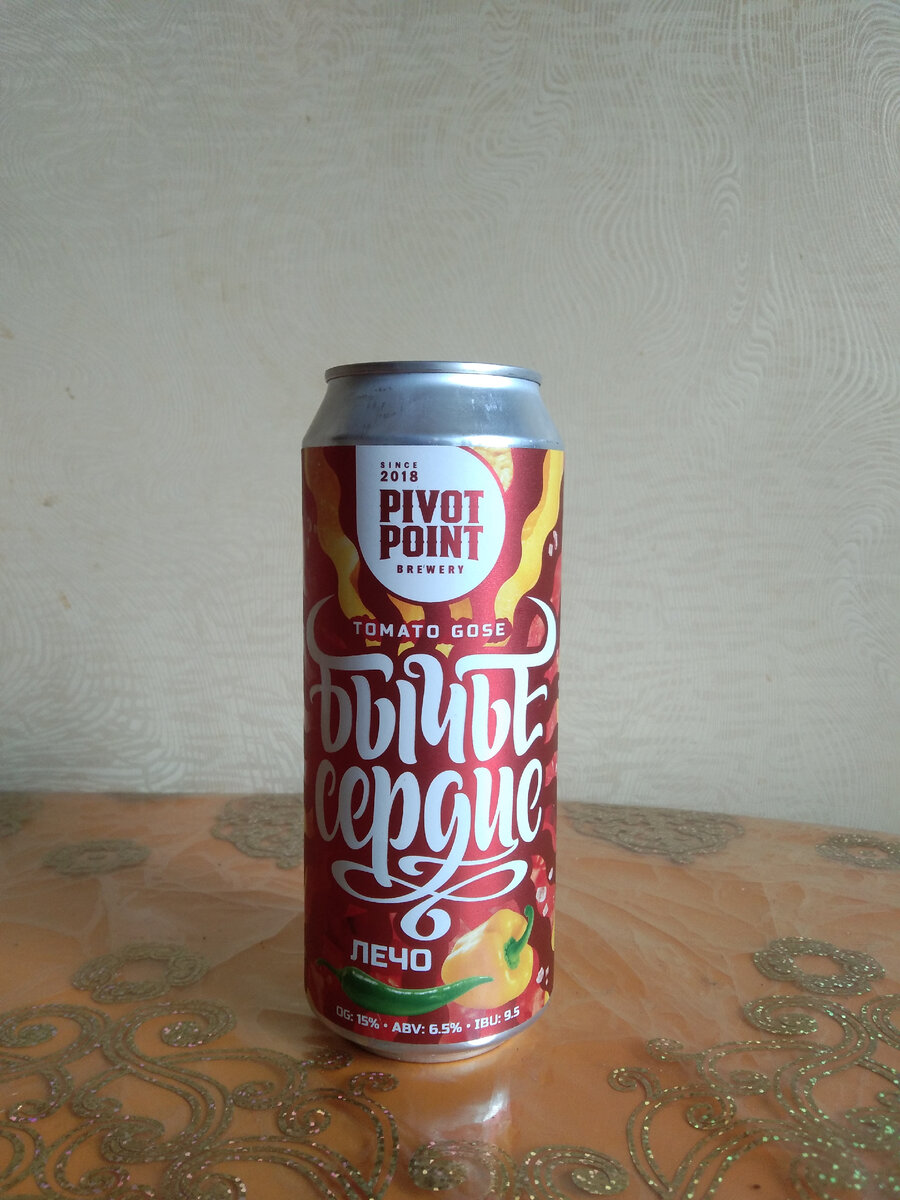 SINCE
2018
PIVOT
POINT
BREWERY
TOMATO GOSE
БЫЧЬЕ
сердце
ЛЕЧО
OG: 15% • ABV: 6.5% • IBU: 9.5